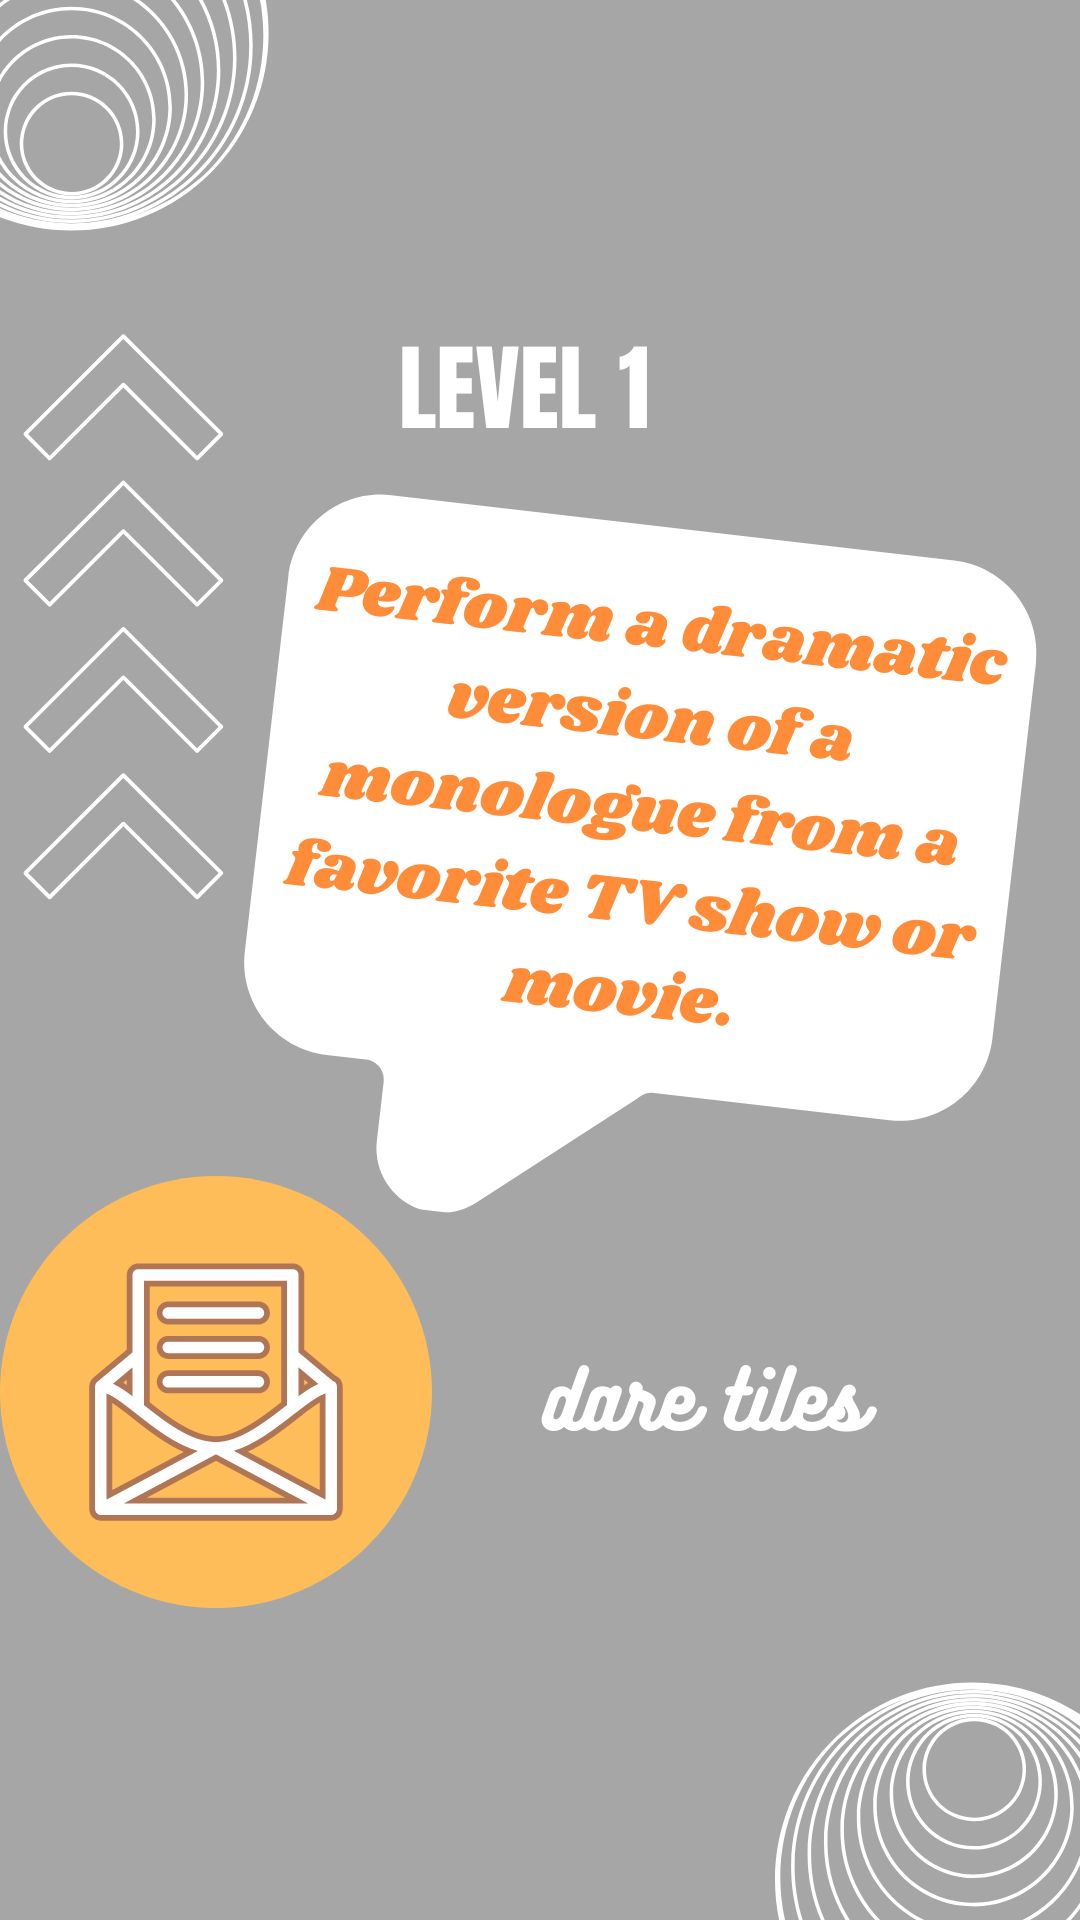 LEVEL 1
Perform a dramatic
version of a
monologue from a
favorite TV show or
movie.
dare tiles